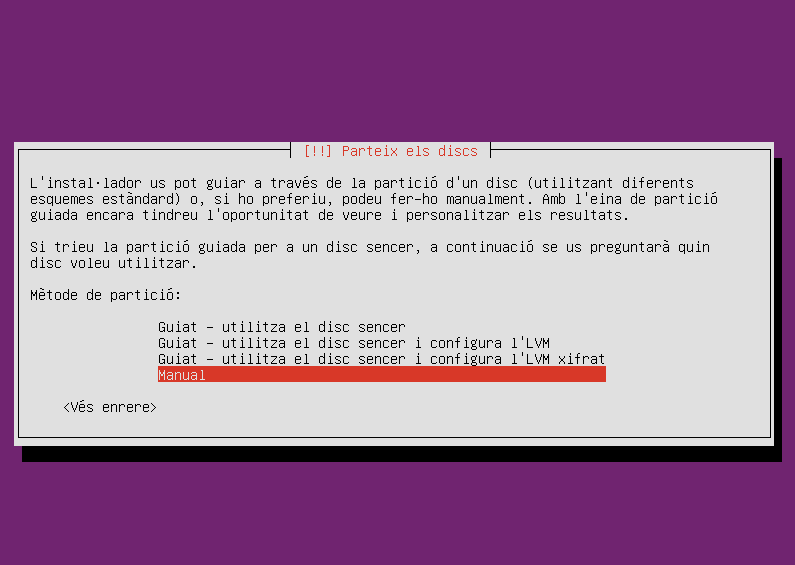 [!!] Parteix els discs
L'instal·lador us pot guiar a través de la partició d'un disc (utilitzant diferents
esquemes estàndard) o, si ho preferiu, podeu fer-ho manualment. Amb l'eina de partició
guiada encara tindreu l'oportunitat de veure i personalitzar els resultats.
Si trieu la partició guiada per a un disc sencer, a continuació se us preguntarà quin
disc voleu utilitzar.
Mètode de partició:
Guiat - utilitza el disc sencer
Guiat - utilitza el disc sencer i configura l'LVM
Guiat - utilitza el disc sencer i configura l'LVM xifrat
Manual
<Vés enrere>